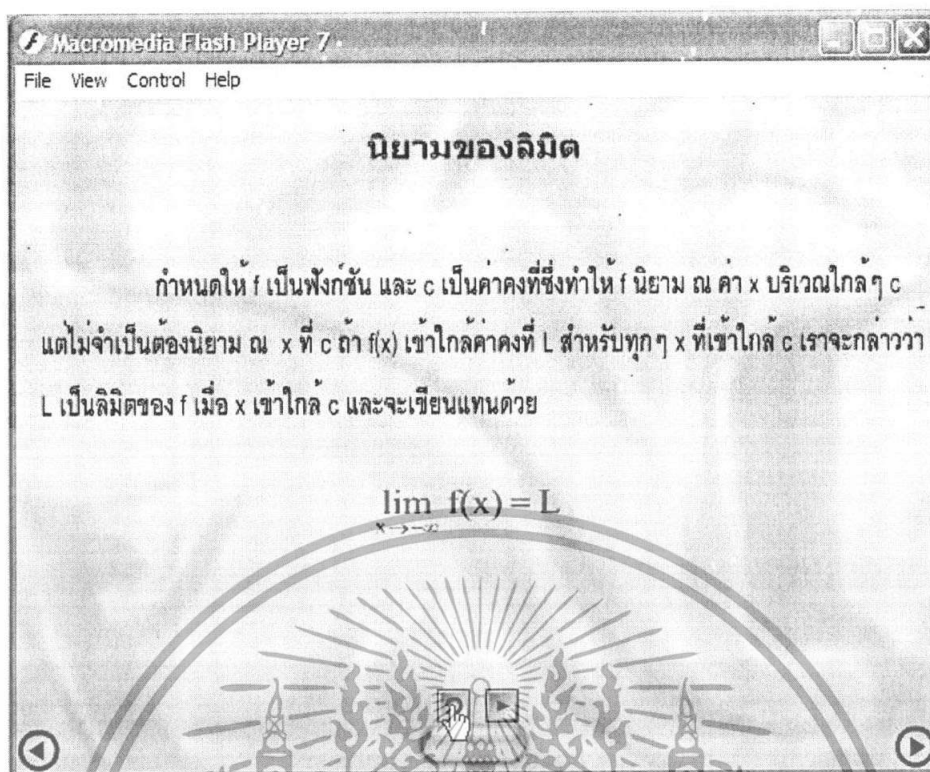 Macromedia Flash Player 7
File View Control Help
นิยามของลิมิต
กำหนดให้ f เป็นฟังก์ชัน และ c เป็นค่าคงที่ซึ่งทำให้ f นิยาม ณ ค่า x บริเวณใกล้ๆ c
แต่ไม่จำเป็นต้องนิยาม ณ x ที่ c ถ้า f(x) เข้าใกล้ค่าคงที่ L สำหรับทุกๆ x ที่เข้าใกล้ c เราจะกล่าวว่า
L เป็นลิมิตของ f เมื่อ x เข้าใกล้ c และจะเขียนแทนด้วย
lim f(x) = L
x→-∞